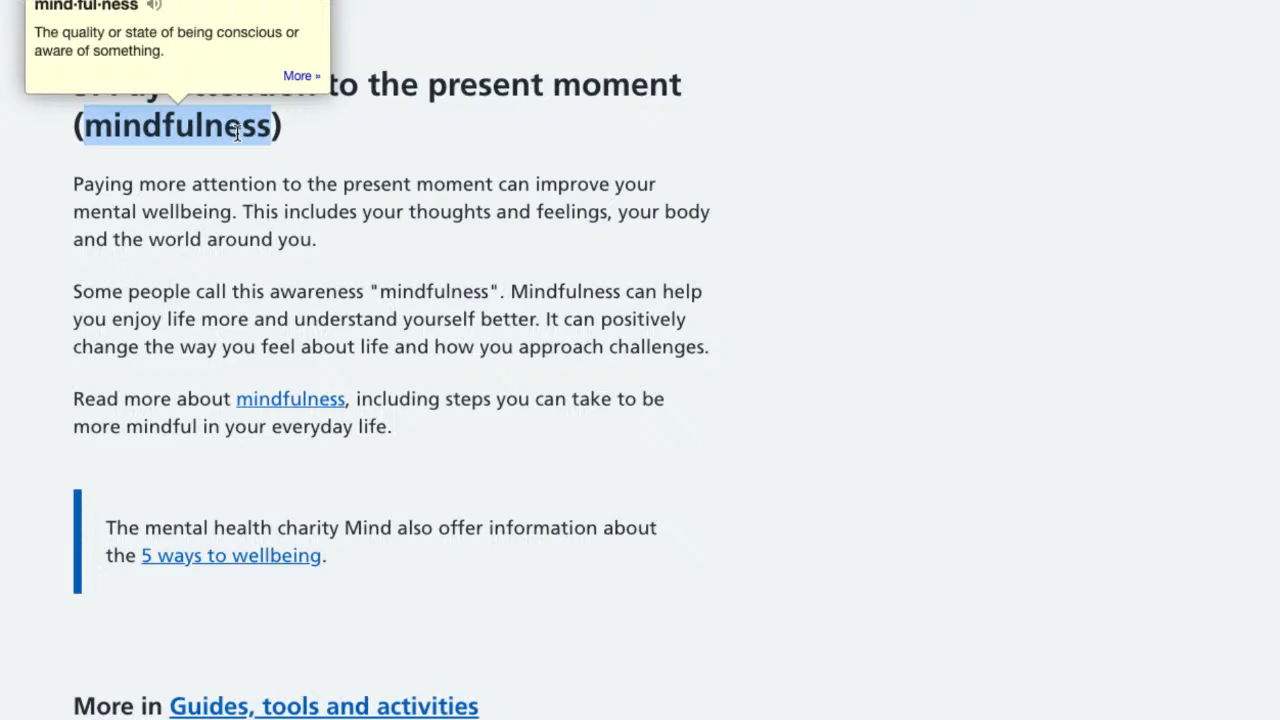 mind·ful·ness
The quality or state of being conscious or
aware of something.
More »
to the present moment
(mindfulness)
Paying more attention to the present moment can improve your
mental wellbeing. This includes your thoughts and feelings, your body
and the world around you.
Some people call this awareness "mindfulness". Mindfulness can help
you enjoy life more and understand yourself better. It can positively
change the way you feel about life and how you approach challenges.
Read more about mindfulness, including steps you can take to be
more mindful in your everyday life.
The mental health charity Mind also offer information about
the 5 ways to wellbeing.
More in Guides, tools and activities